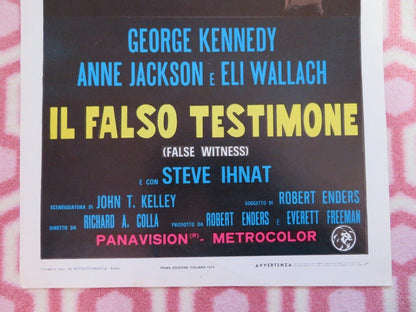 GEORGE KENNEDY
ANNE JACKSON E ELI WALLACH
IL FALSO TESTIMONE
(FALSE WITNESS)
E CON STEVE IHNAT
SCENEGGIATURA DI JOHN T. KELLEY SOGGETTO DI ROBERT ENDERS
DIRETTO DA RICHARD A. COLLA PRODOTTO DA ROBERT ENDERS E EVERETT FREEMAN
PANAVISION(R)- METROCOLOR
PRIMA EDIZIONE ITALIANA 1970 AVVERTENZA